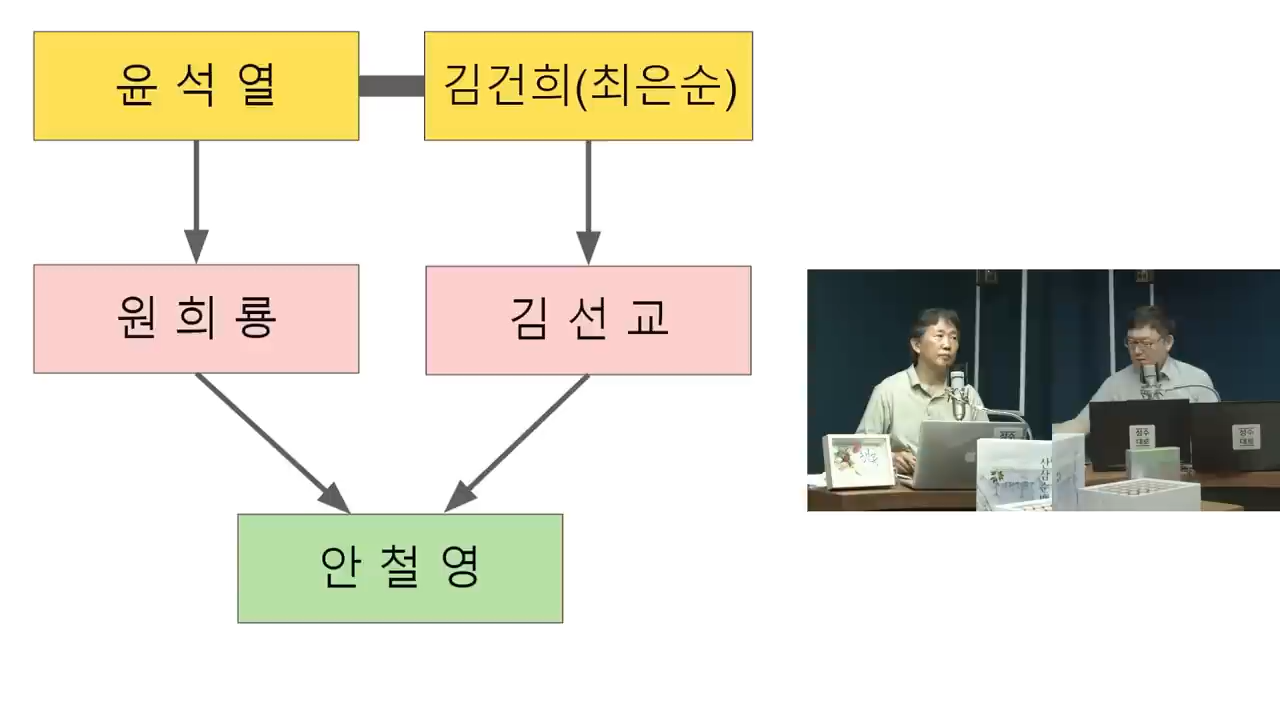 윤 석 열
김건희(최은순)
원 희 룡
김 선 교
안 철 영